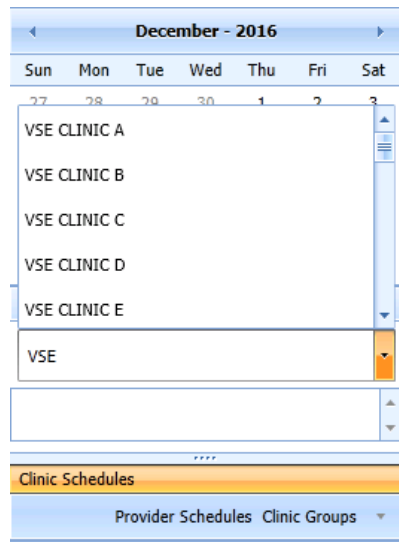 December - 2016
Sun Mon Tue Wed Thu Fri Sat
27 28 29 30 1 2 3
VSE CLINIC A
VSE CLINIC B
VSE CLINIC C
VSE CLINIC D
VSE CLINIC E
VSE
Clinic Schedules
Provider Schedules Clinic Groups